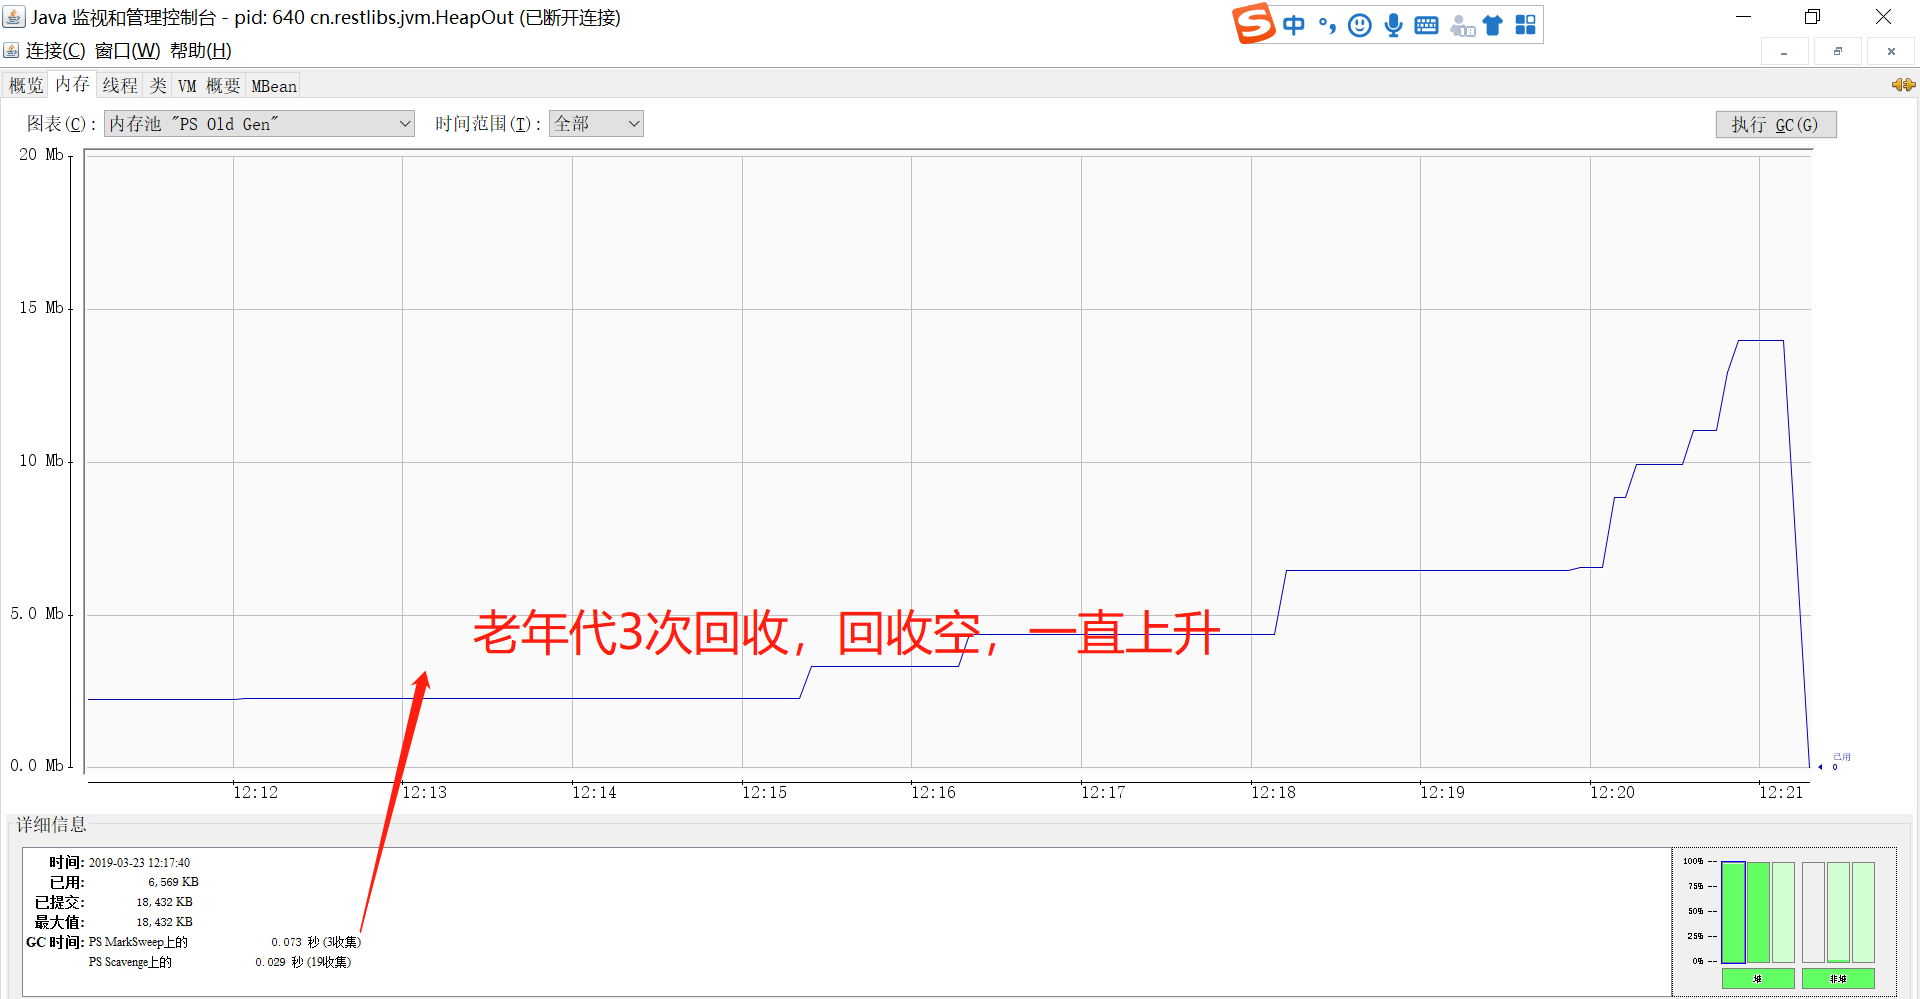 Java 监视和管理控制台 - pid: 640 cn.restlibs.jvm.HeapOut (已断开连接)
中
连接(C) 窗口(W) 帮助(H)
概览 内存 线程 类 VM 概要 MBean
图表(C): 内存池 "PS Old Gen" 时间范围(T): 全部 执行 GC(G)
20 Mb
15 Mb
10 Mb
5.0 Mb
0.0 Mb
老年代3次回收，回收空，一直上升
已用
0
12:12 12:13 12:14 12:15 12:16 12:17 12:18 12:19 12:20 12:21
详细信息
时间: 2019-03-23 12:17:40
已用: 6,569 KB
已提交: 18,432 KB
最大值: 18,432 KB
GC 时间: PS MarkSweep上的 0.073 秒 (3收集)
PS Scavenge上的 0.029 秒 (19收集)
100% --
75% --
50% --
25% --
0% --
堆 非堆